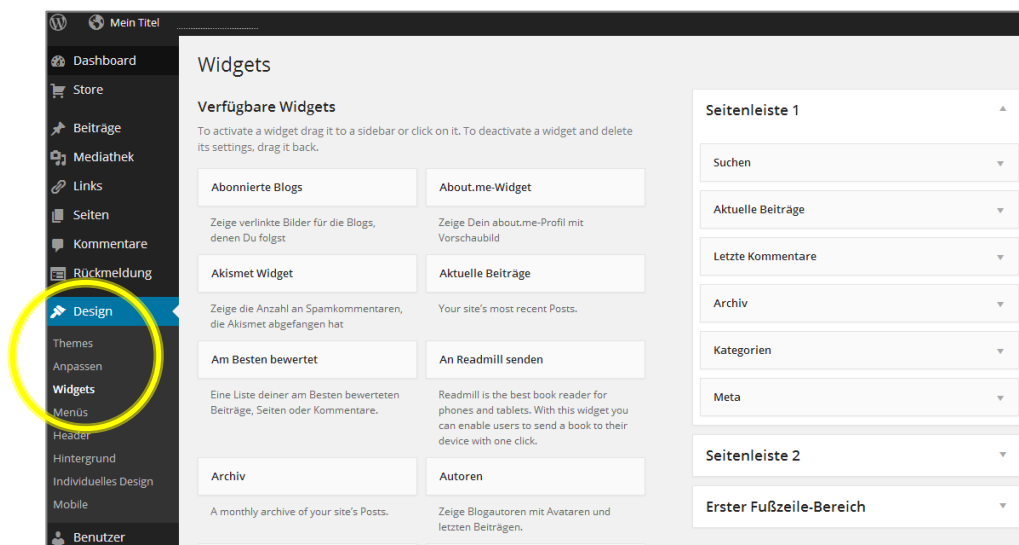 Mein Titel
Dashboard
Store
Beiträge
Mediathek
Links
Seiten
Kommentare
Rückmeldung
Design
Themes
Anpassen
Widgets
Menüs
Header
Hintergrund
Individuelles Design
Mobile
Benutzer
Widgets
Verfügbare Widgets
To activate a widget drag it to a sidebar or click on it. To deactivate a widget and delete
its settings, drag it back.
Abonnierte Blogs
Zeige verlinkte Bilder für die Blogs,
denen Du folgst
About.me-Widget
Zeige Dein about.me-Profil mit
Vorschaubild
Akismet Widget
Zeige die Anzahl an Spamkommentaren,
die Akismet abgefangen hat
Aktuelle Beiträge
Your site's most recent Posts.
Am Besten bewertet
Eine Liste deiner am Besten bewerteten
Beiträge, Seiten oder Kommentare.
An Readmill senden
Readmill is the best book reader for
phones and tablets. With this widget you
can enable users to send a book to their
device with one click.
Archiv
A monthly archive of your site's Posts.
Autoren
Zeige Blogautoren mit Avataren und
letzten Beiträgen.
Seitenleiste 1
Suchen
Aktuelle Beiträge
Letzte Kommentare
Archiv
Kategorien
Meta
Seitenleiste 2
Erster Fußzeile-Bereich